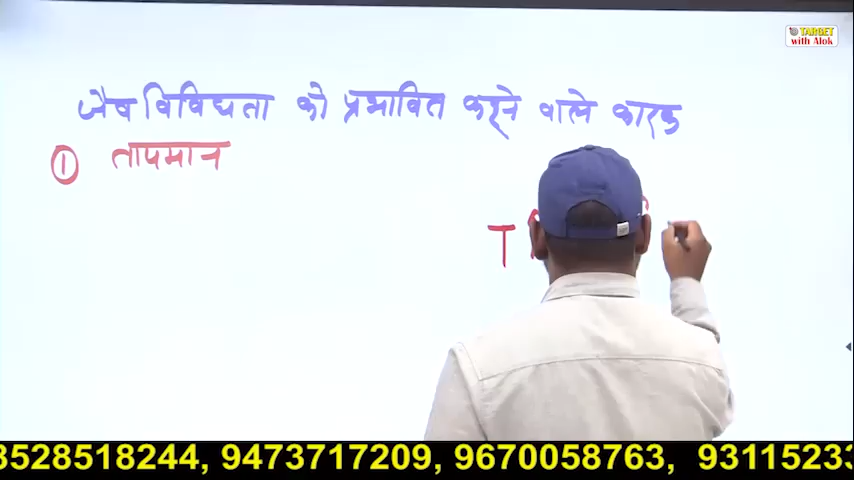 TARGET
with Alok
जैव विविधता को प्रभावित करने वाले कारक
① तापमान
T
8528518244, 9473717209, 9670058763, 93115233